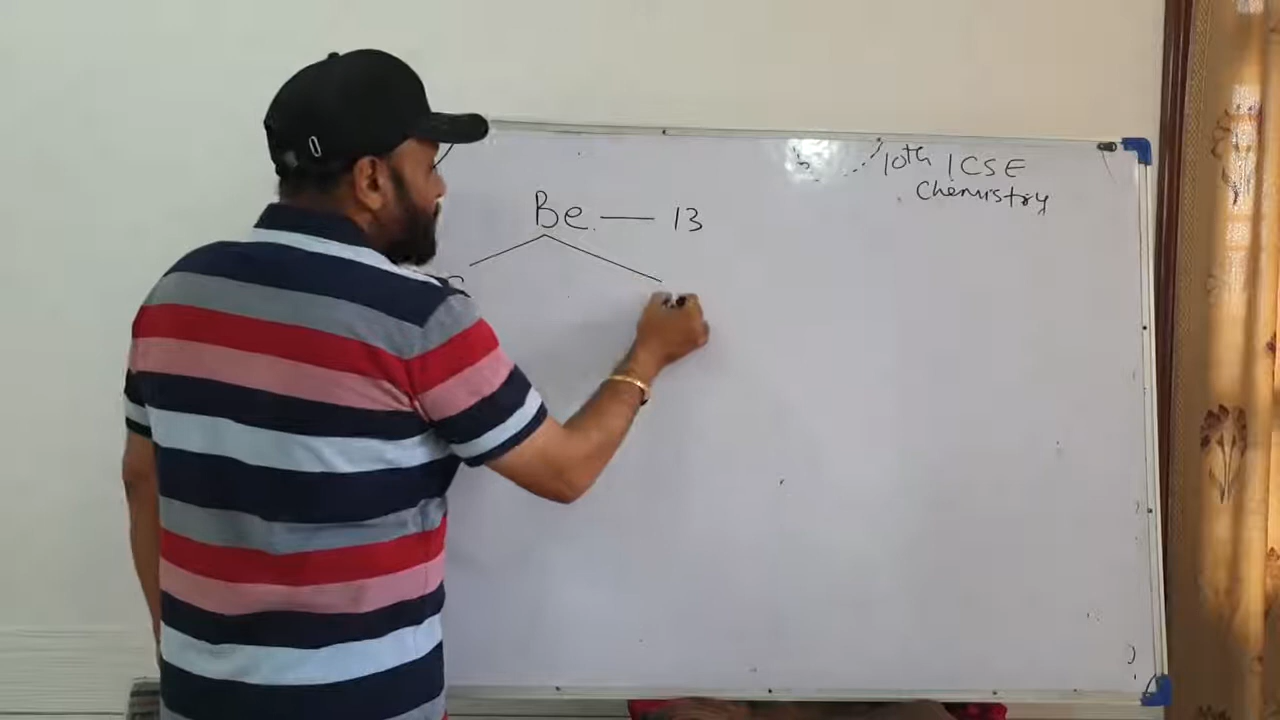 10th ICSE
Chemistry
Be — 13